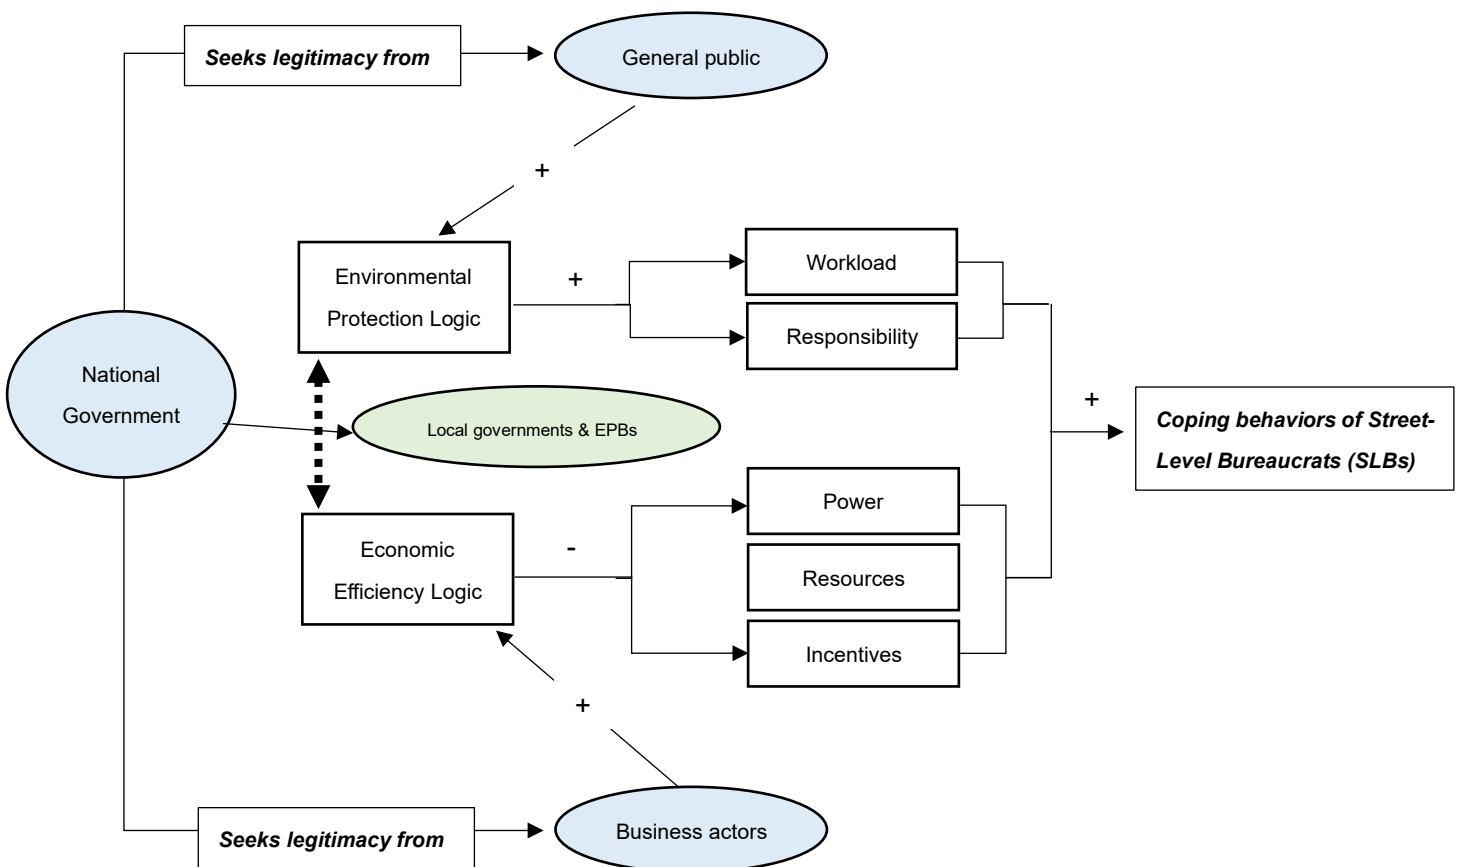 Seeks legitimacy from
General public
+
Environmental
Protection Logic
+
Workload
Responsibility
National
Government
Local governments & EPBs
+
Coping behaviors of Street-
Level Bureaucrats (SLBs)
Economic
Efficiency Logic
-
Power
Resources
Incentives
+
Seeks legitimacy from
Business actors